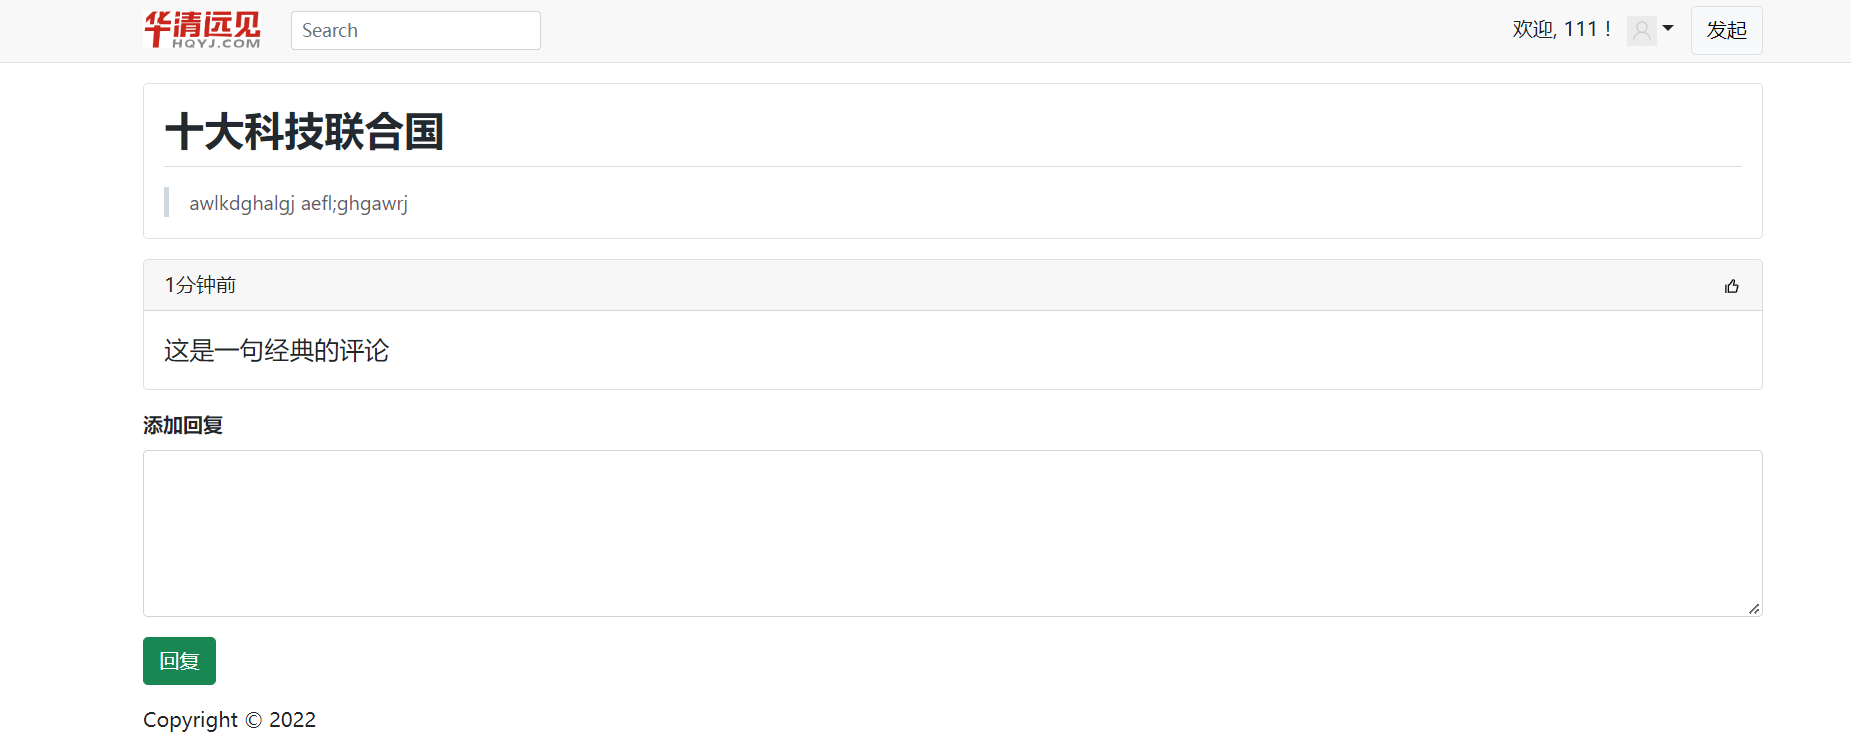 华清远见
HQYJ.COM
Search
欢迎, 111！
发起
十大科技联合国
awlkdghalgj aefl;ghgawrj
1分钟前
这是一句经典的评论
添加回复
回复
Copyright © 2022